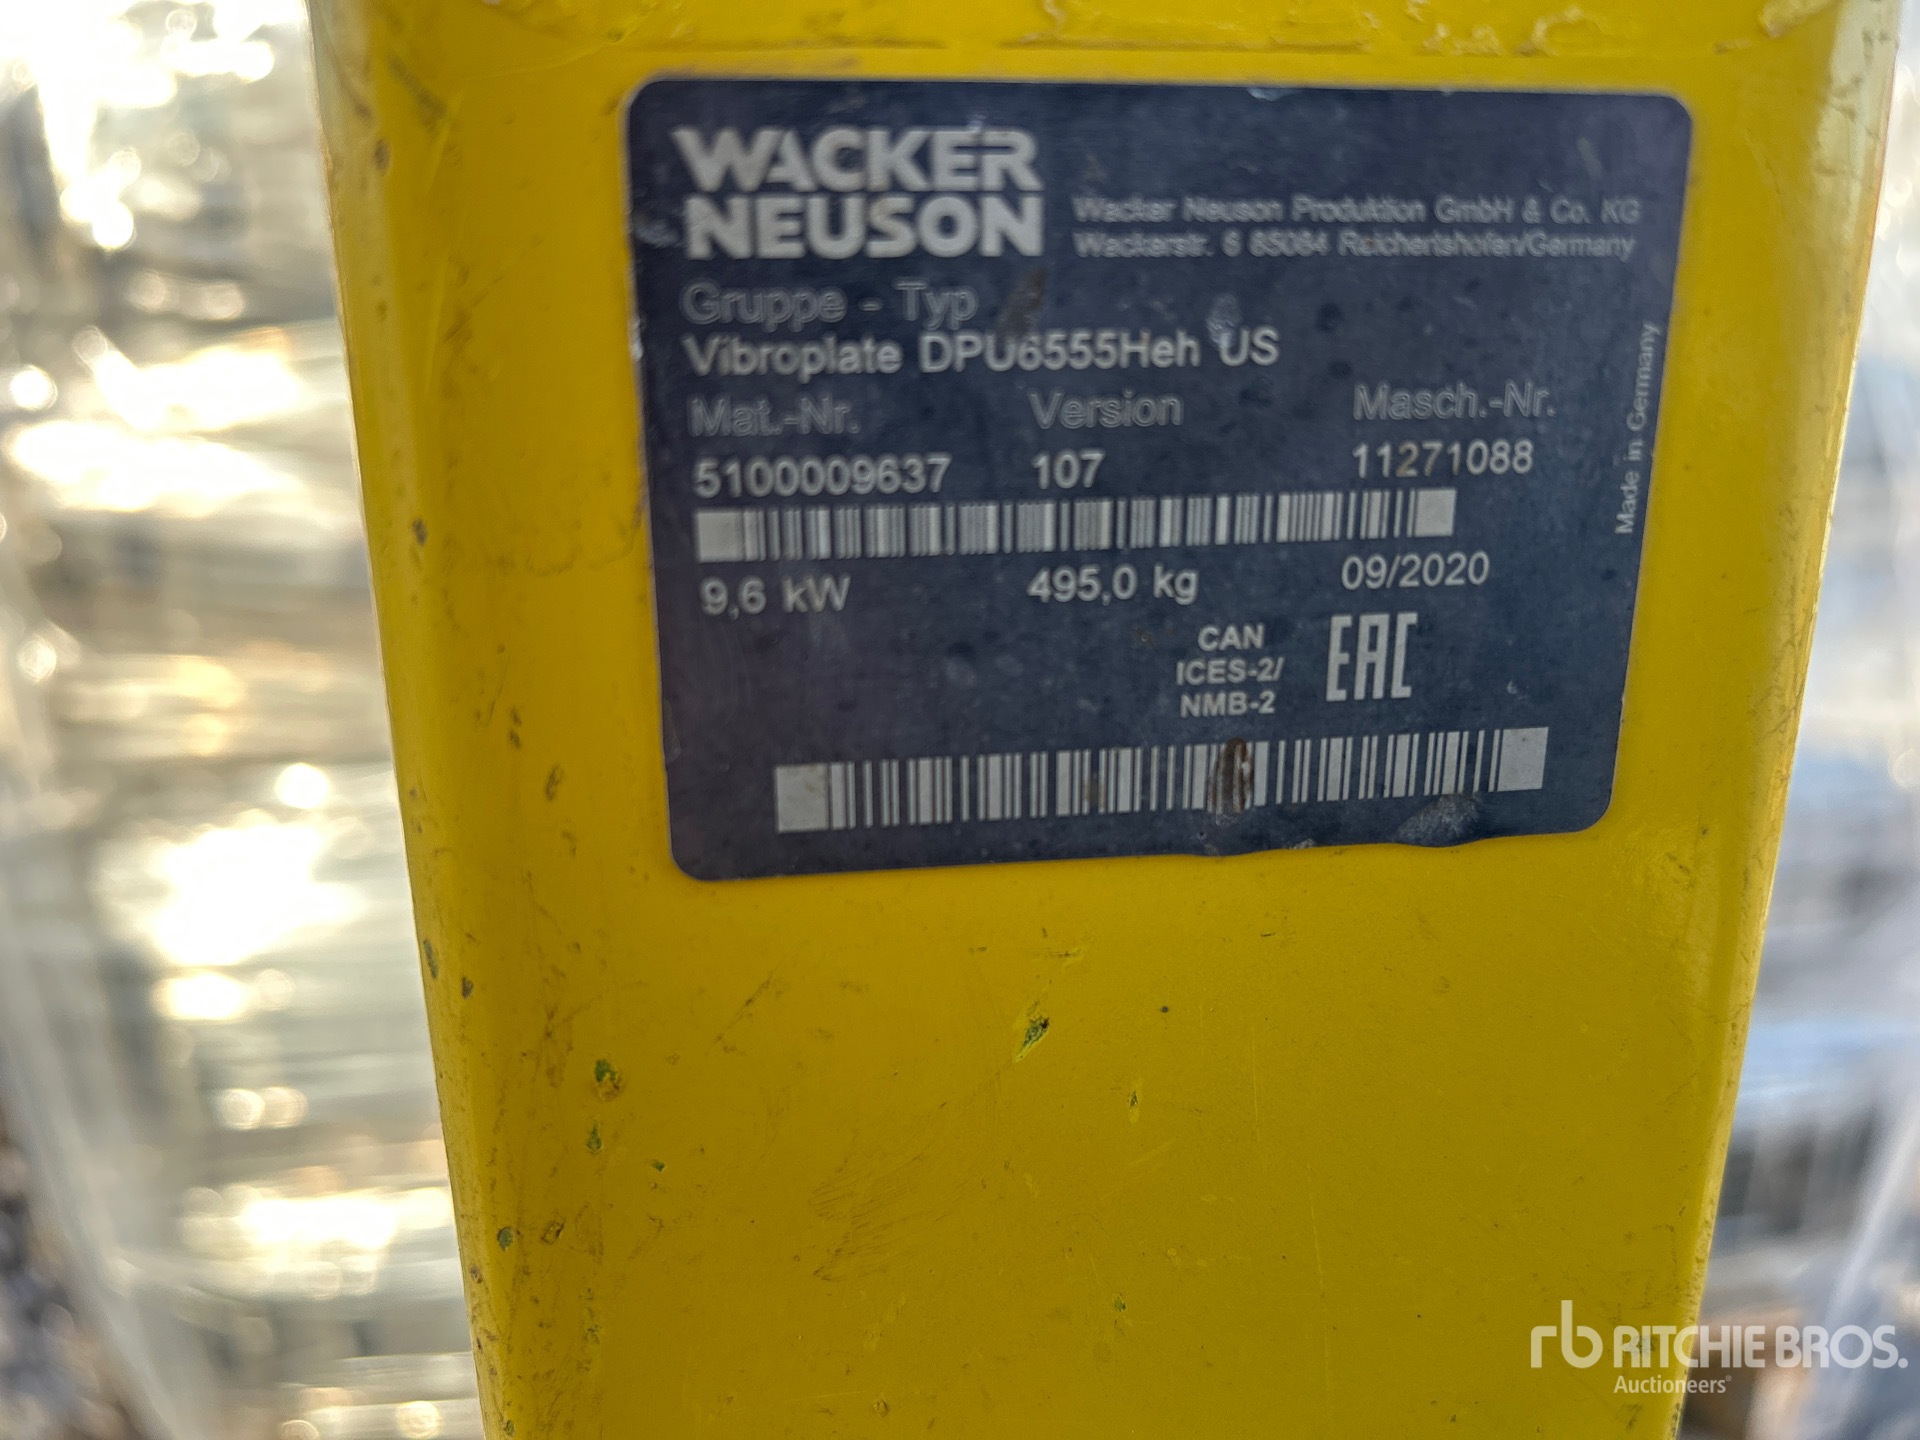 WACKER
NEUSON
Wacker Neuson Produktion GmbH & Co. KG
Wackerstr. 6 85084 Reichertshofen/Germany
Gruppe - Typ
Vibroplate DPU6555Heh US
Mat.-Nr. Version Masch.-Nr.
5100009637 107 11271088
9,6 kW 495,0 kg 09/2020
CAN
ICES-2/
NMB-2
EAC
Made in Germany
rb RITCHIE BROS.
Auctioneers®